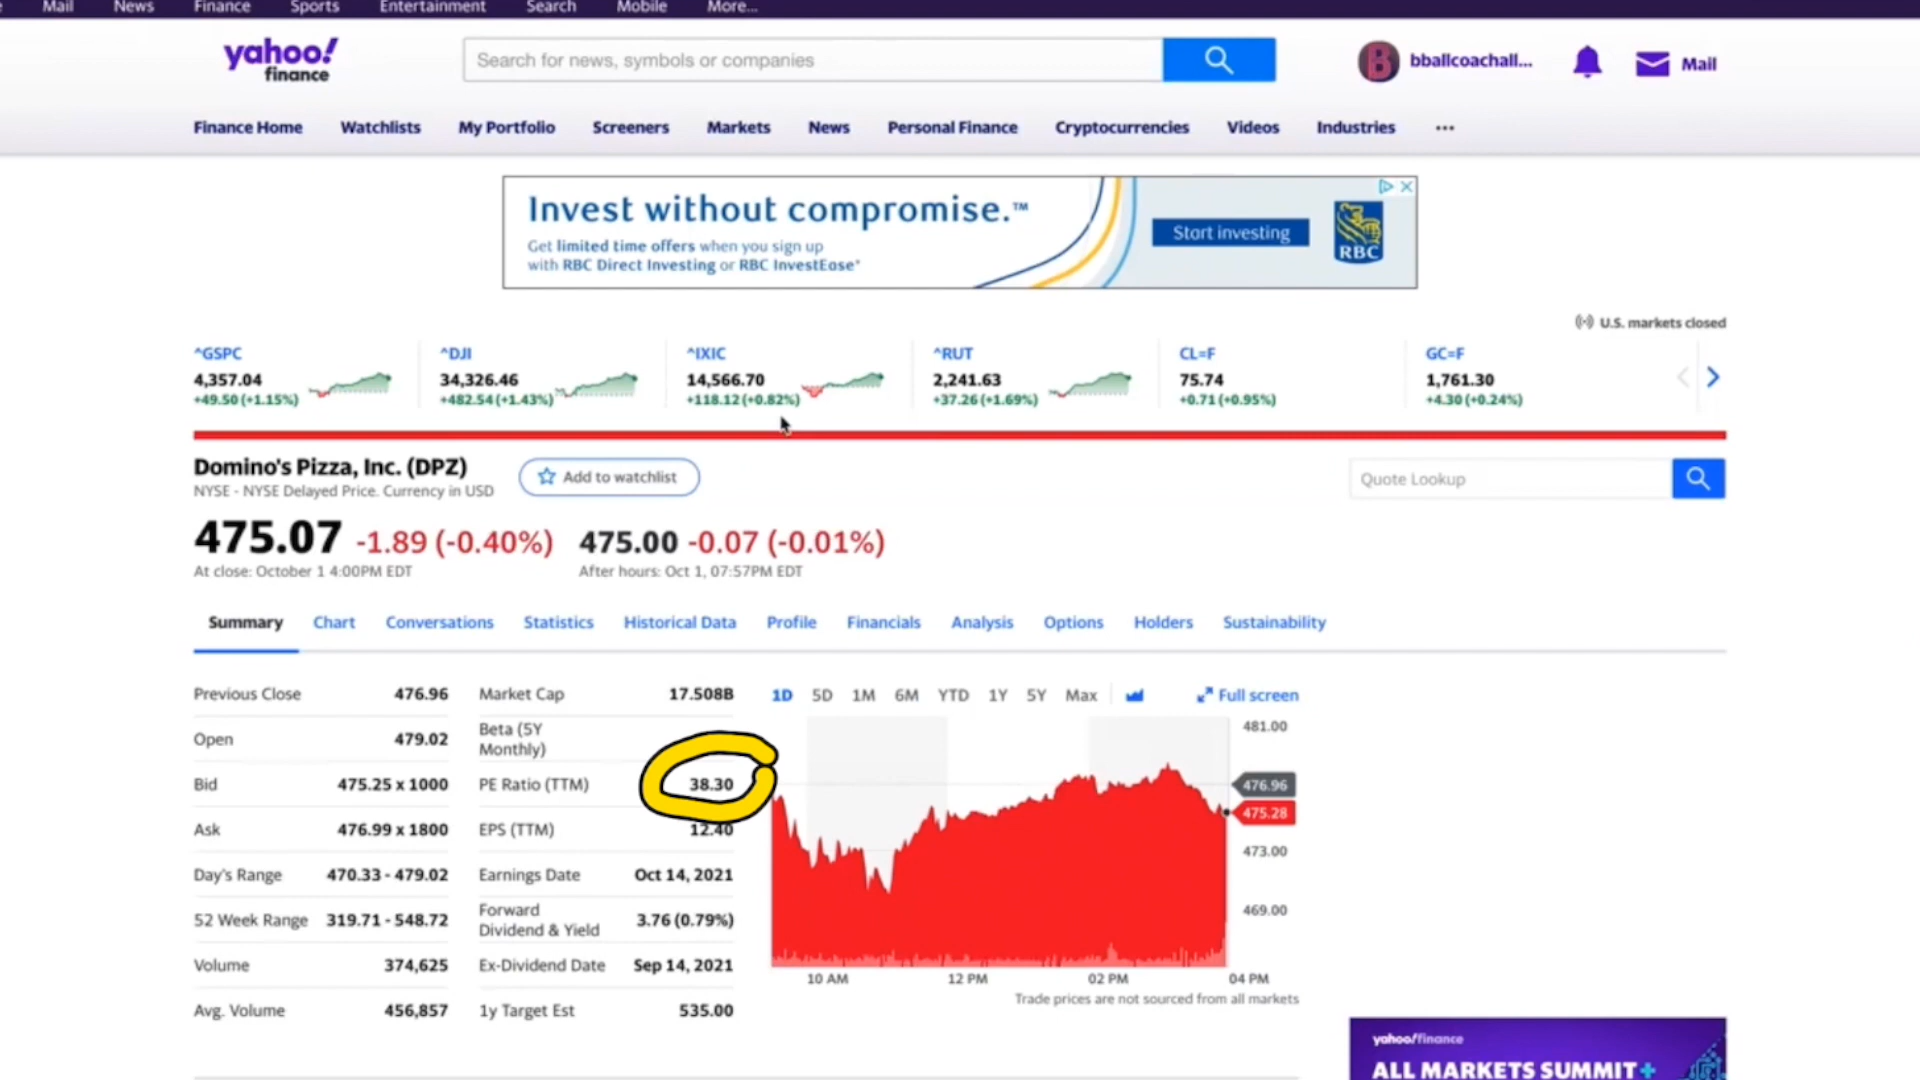 Mail News Finance Sports Entertainment Search Mobile More...
yahoo!
finance
Search for news, symbols or companies
B bballcoachall... Mail
Finance Home Watchlists My Portfolio Screeners Markets News Personal Finance Cryptocurrencies Videos Industries ...
Invest without compromise.™
Get limited time offers when you sign up
with RBC Direct Investing or RBC InvestEase*
Start investing
RBC
U.S. markets closed
^GSPC
4,357.04
+49.50 (+1.15%)
^DJI
34,326.46
+482.54 (+1.43%)
^IXIC
14,566.70
+118.12 (+0.82%)
^RUT
2,241.63
+37.26 (+1.69%)
CL=F
75.74
+0.71 (+0.95%)
GC=F
1,761.30
+4.30 (+0.24%)
Domino's Pizza, Inc. (DPZ)
NYSE - NYSE Delayed Price. Currency in USD
Add to watchlist
Quote Lookup
475.07 -1.89 (-0.40%)
At close: October 1 4:00PM EDT
475.00 -0.07 (-0.01%)
After hours: Oct 1, 07:57PM EDT
Summary Chart Conversations Statistics Historical Data Profile Financials Analysis Options Holders Sustainability
Previous Close 476.96
Open 479.02
Bid 475.25 x 1000
Ask 476.99 x 1800
Day's Range 470.33 - 479.02
52 Week Range 319.71 - 548.72
Volume 374,625
Avg. Volume 456,857
Market Cap 17.508B
Beta (5Y
Monthly)
PE Ratio (TTM) 38.30
EPS (TTM) 12.40
Earnings Date Oct 14, 2021
Forward
Dividend & Yield 3.76 (0.79%)
Ex-Dividend Date Sep 14, 2021
1y Target Est 535.00
1D 5D 1M 6M YTD 1Y 5Y Max Full screen
481.00
476.96
475.28
473.00
469.00
10 AM 12 PM 02 PM 04 PM
Trade prices are not sourced from all markets
yahoo!finance
ALL MARKETS SUMMIT+